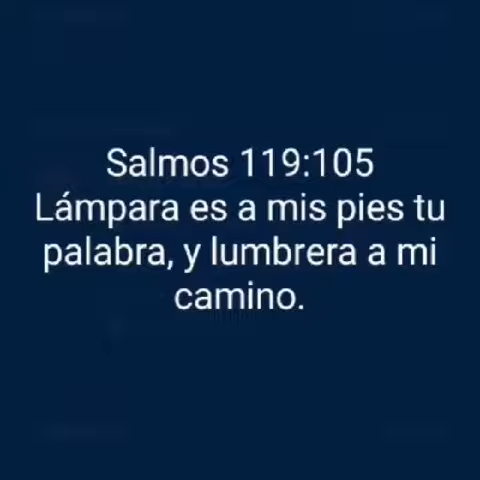 Salmos 119:105
Lámpara es a mis pies tu
palabra, y lumbrera a mi
camino.